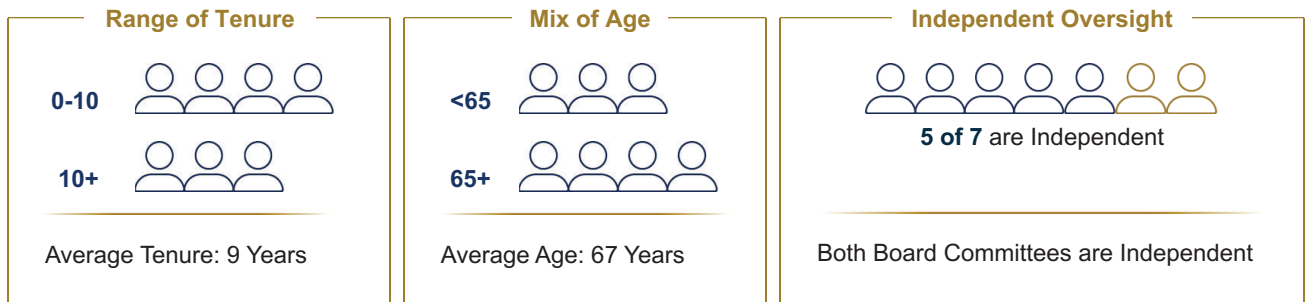 Range of Tenure
0-10
10+
Average Tenure: 9 Years
Mix of Age
<65
65+
Average Age: 67 Years
Independent Oversight
5 of 7 are Independent
Both Board Committees are Independent